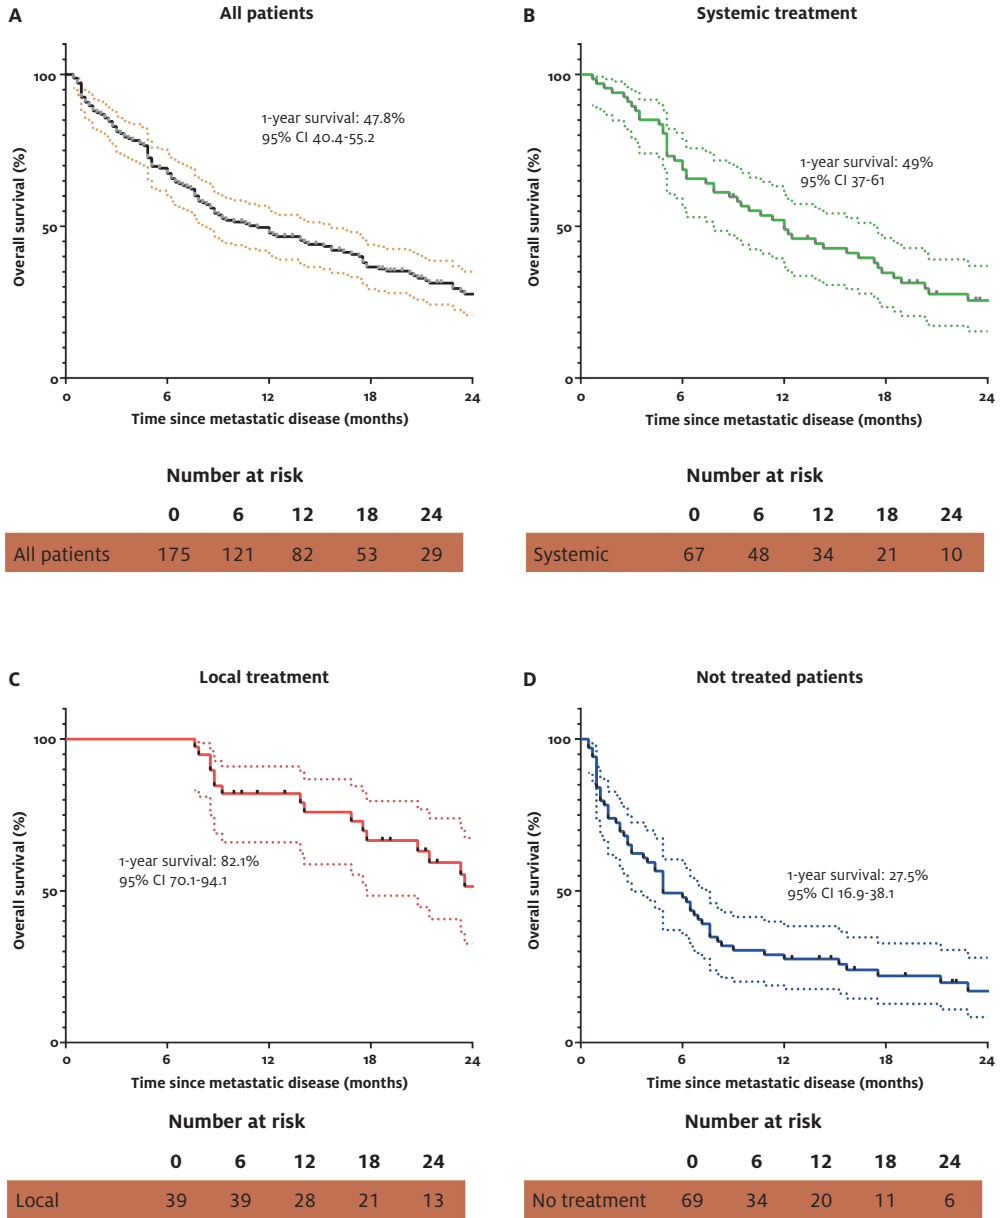 A
All patients
100
50
0
Overall survival (%)
1-year survival: 47.8%
95% CI 40.4-55.2
0 6 12 18 24
Time since metastatic disease (months)
Number at risk
0 6 12 18 24
All patients 175 121 82 53 29
B
Systemic treatment
100
50
0
Overall survival (%)
1-year survival: 49%
95% CI 37-61
0 6 12 18 24
Time since metastatic disease (months)
Number at risk
0 6 12 18 24
Systemic 67 48 34 21 10
C
Local treatment
100
50
0
Overall survival (%)
1-year survival: 82.1%
95% CI 70.1-94.1
0 6 12 18 24
Time since metastatic disease (months)
Number at risk
0 6 12 18 24
Local 39 39 28 21 13
D
Not treated patients
100
50
0
Overall survival (%)
1-year survival: 27.5%
95% CI 16.9-38.1
0 6 12 18 24
Time since metastatic disease (months)
Number at risk
0 6 12 18 24
No treatment 69 34 20 11 6